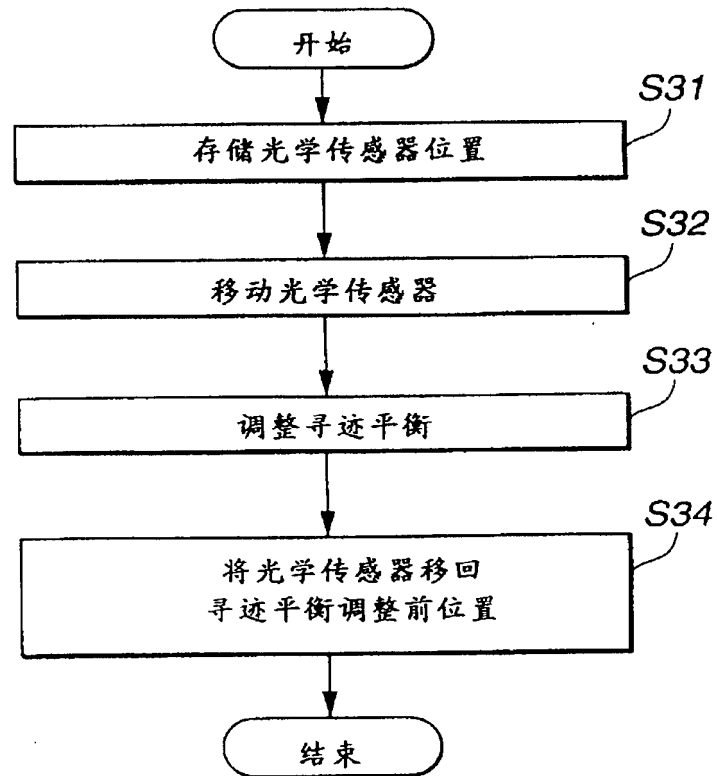 开始
S31
存储光学传感器位置
S32
移动光学传感器
S33
调整寻迹平衡
S34
将光学传感器移回
寻迹平衡调整前位置
结束